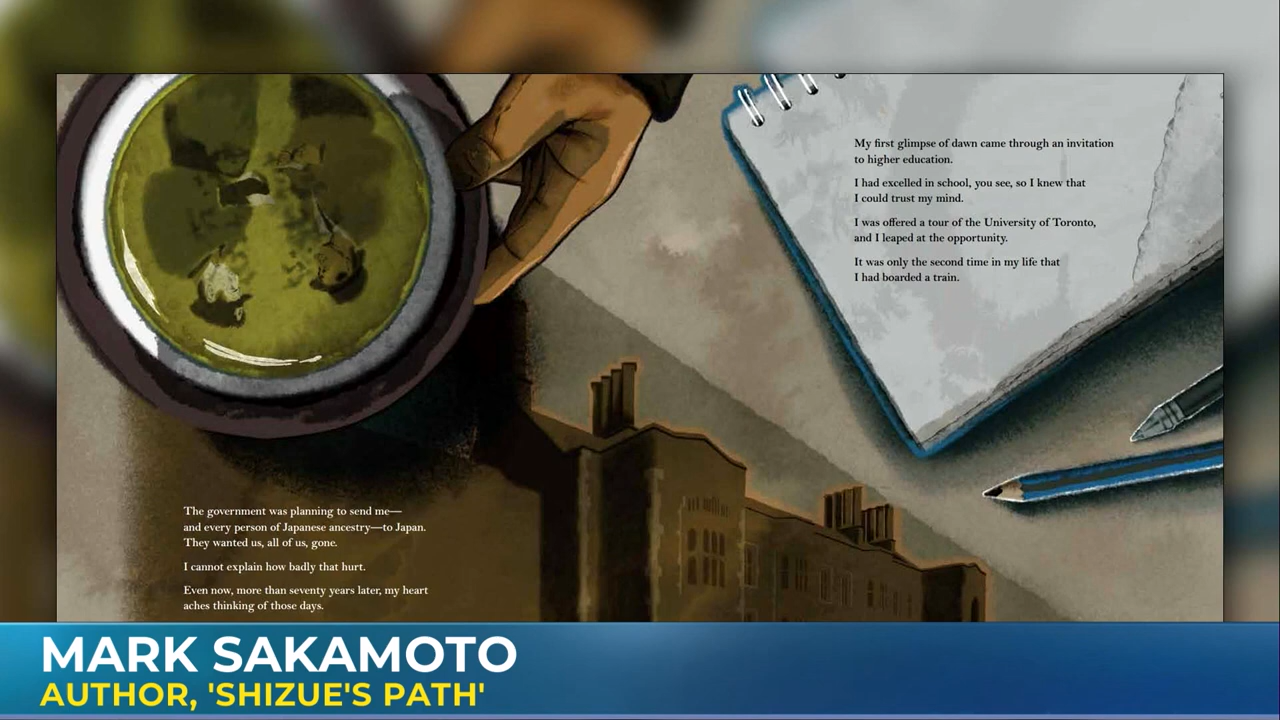 My first glimpse of dawn came through an invitation
to higher education.
I had excelled in school, you see, so I knew that
I could trust my mind.
I was offered a tour of the University of Toronto,
and I leaped at the opportunity.
It was only the second time in my life that
I had boarded a train.
The government was planning to send me—
and every person of Japanese ancestry—to Japan.
They wanted us, all of us, gone.
I cannot explain how badly that hurt.
Even now, more than seventy years later, my heart
aches thinking of those days.
MARK SAKAMOTO
AUTHOR, 'SHIZUE'S PATH'